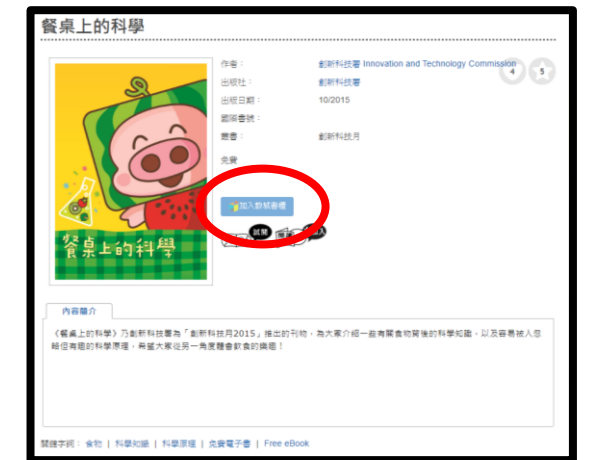 餐桌上的科學
作者： 創新科技署 Innovation and Technology Commission
4 5
出版社： 創新科技署
出版日期： 10/2015
國際書號：
叢書： 創新科技月
免費
加入數碼書櫃
試閱
餐桌上的科學
內容簡介
《餐桌上的科學》乃創新科技署為「創新科技月2015」推出的刊物，為大家介紹一些有關食物背後的科學知識，以及容易被人忽
略但有趣的科學原理，希望大家從另一角度體會飲食的樂趣！
關鍵字詞： 食物 | 科學知識 | 科學原理 | 免費電子書 | Free eBook